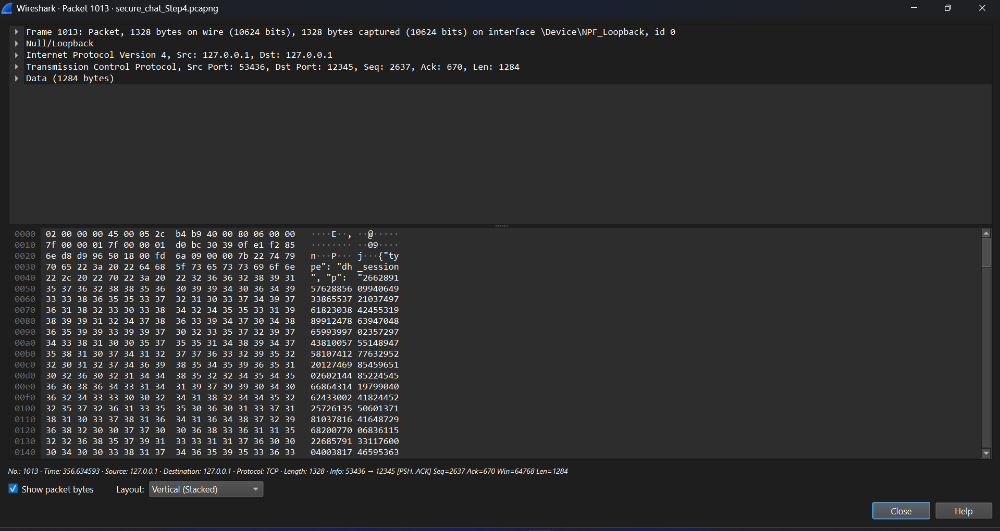 Wireshark · Packet 1013 · secure_chat_Step4.pcapng
Frame 1013: Packet, 1328 bytes on wire (10624 bits), 1328 bytes captured (10624 bits) on interface \Device\NPF_Loopback, id 0
Null/Loopback
Internet Protocol Version 4, Src: 127.0.0.1, Dst: 127.0.0.1
Transmission Control Protocol, Src Port: 53436, Dst Port: 12345, Seq: 2637, Ack: 670, Len: 1284
Data (1284 bytes)
0000 02 00 00 00 45 00 05 2c b4 b9 40 00 80 06 00 00 ····E··, ··@·····
0010 7f 00 00 01 7f 00 00 01 d0 bc 30 39 0f e1 f2 85 ········ ··09····
0020 6e d8 d9 96 50 18 00 fd 6a 09 00 00 7b 22 74 79 n···P··· j···{"ty
0030 70 65 22 3a 20 22 64 68 5f 73 65 73 73 69 6f 6e pe": "dh _session
0040 22 2c 20 22 70 22 3a 20 22 32 36 36 32 38 39 31 ", "p": "2662891
0050 35 37 36 32 38 38 35 36 30 39 39 34 30 36 34 39 57628856 09940649
0060 33 33 38 36 35 35 33 37 32 31 30 33 37 34 39 37 33865537 21037497
0070 36 31 38 32 33 30 33 38 34 32 34 35 35 33 31 39 61823038 42455319
0080 38 39 39 31 32 34 37 38 36 33 39 34 37 30 34 38 89912478 63947048
0090 36 35 39 39 33 39 39 37 30 32 33 35 37 32 39 37 65993997 02357297
00a0 34 33 38 31 30 30 35 37 35 35 31 34 38 39 34 37 43810057 55148947
00b0 35 38 31 30 37 34 31 32 37 37 36 33 32 39 35 32 58107412 77632952
00c0 32 30 31 32 37 34 36 39 38 35 34 35 39 36 35 31 20127469 85459651
00d0 30 32 36 30 32 31 34 34 38 35 32 32 34 35 34 35 02602144 85224545
00e0 36 36 38 36 34 33 31 34 31 39 37 39 39 30 34 30 66864314 19799040
00f0 36 32 34 33 33 30 30 32 34 31 38 32 34 34 35 32 62433002 41824452
0100 32 35 37 32 36 31 33 35 35 30 36 30 31 33 37 31 25726135 50601371
0110 38 31 30 33 37 38 31 36 34 31 36 34 38 37 32 39 81037816 41648729
0120 36 38 32 30 30 37 37 30 30 36 38 33 36 31 31 35 68200770 06836115
0130 32 32 36 38 35 37 39 31 33 33 31 31 37 36 30 30 22685791 33117600
0140 30 34 30 30 33 38 31 37 34 36 35 39 35 33 36 33 04003817 46595363
No.: 1013 · Time: 356.634593 · Source: 127.0.0.1 · Destination: 127.0.0.1 · Protocol: TCP · Length: 1328 · Info: 53436 → 12345 [PSH, ACK] Seq=2637 Ack=670 Win=64768 Len=1284
Show packet bytes Layout: Vertical (Stacked)
Close Help